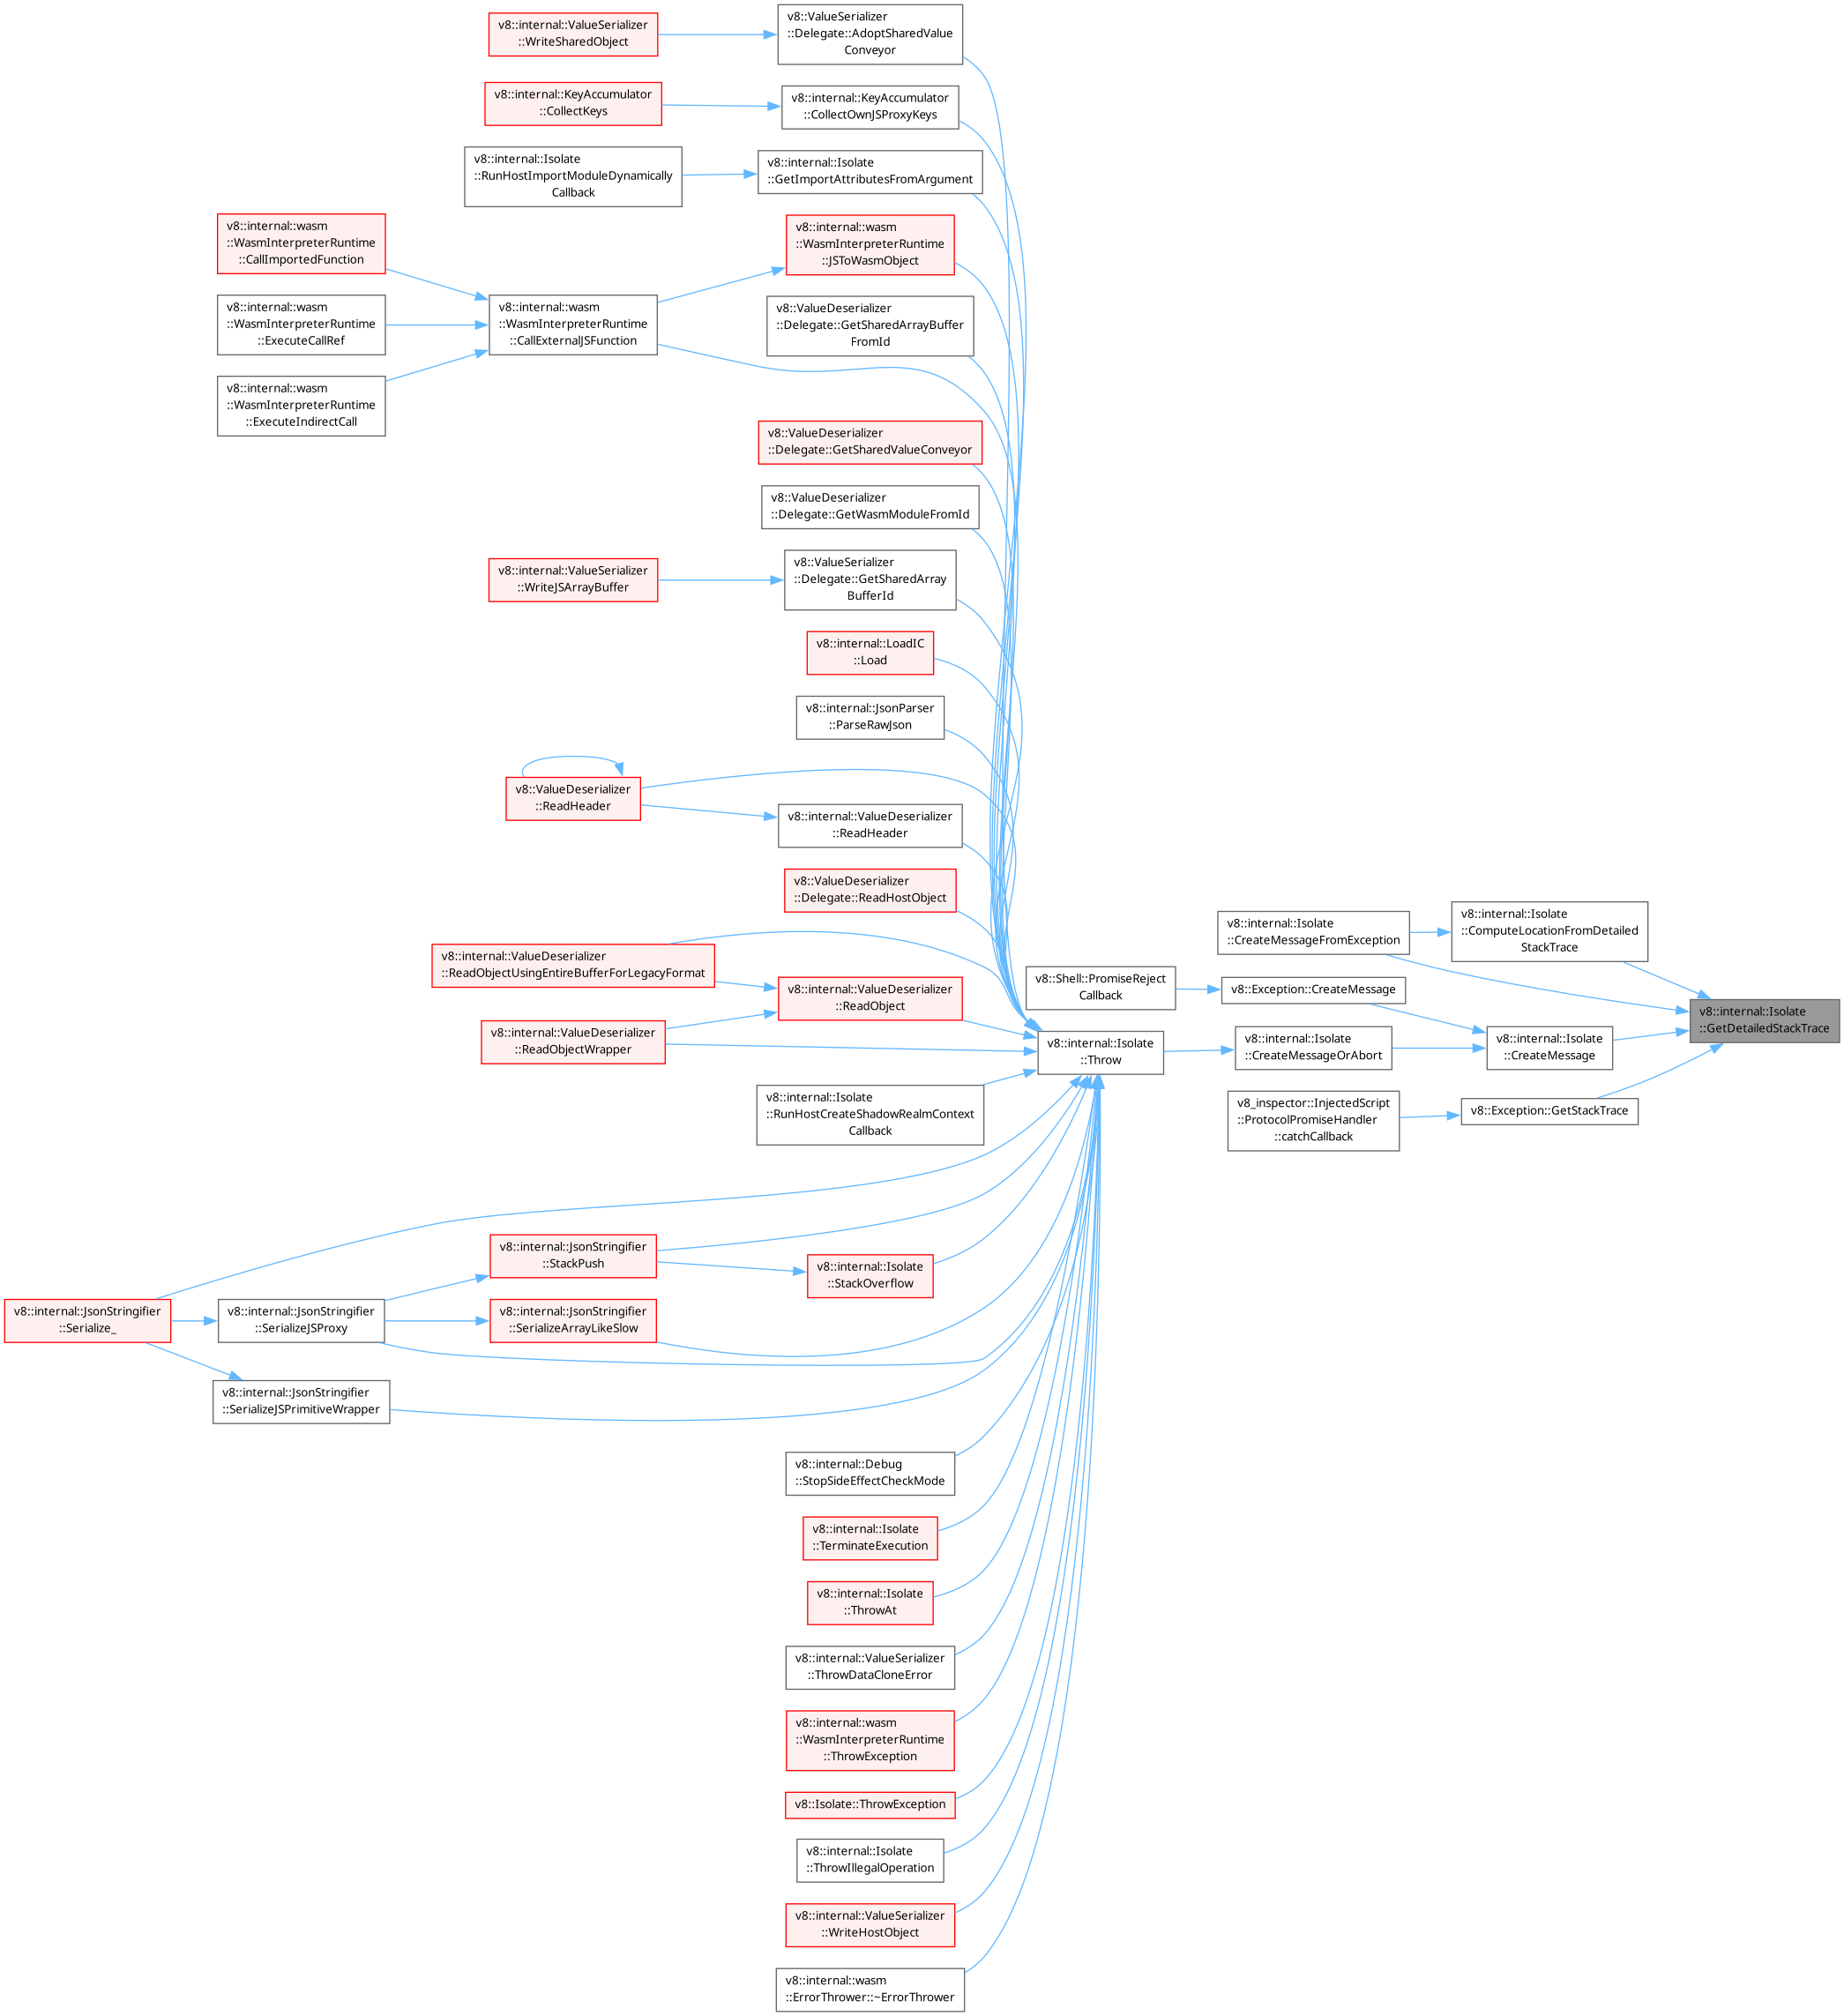 v8::internal::ValueSerializer
::WriteSharedObject
v8::ValueSerializer
::Delegate::AdoptSharedValue
Conveyor
v8::internal::KeyAccumulator
::CollectKeys
v8::internal::KeyAccumulator
::CollectOwnJSProxyKeys
v8::internal::Isolate
::RunHostImportModuleDynamically
Callback
v8::internal::Isolate
::GetImportAttributesFromArgument
v8::internal::wasm
::WasmInterpreterRuntime
::CallImportedFunction
v8::internal::wasm
::WasmInterpreterRuntime
::JSToWasmObject
v8::internal::wasm
::WasmInterpreterRuntime
::ExecuteCallRef
v8::internal::wasm
::WasmInterpreterRuntime
::CallExternalJSFunction
v8::ValueDeserializer
::Delegate::GetSharedArrayBuffer
FromId
v8::internal::wasm
::WasmInterpreterRuntime
::ExecuteIndirectCall
v8::ValueDeserializer
::Delegate::GetSharedValueConveyor
v8::ValueDeserializer
::Delegate::GetWasmModuleFromId
v8::internal::ValueSerializer
::WriteJSArrayBuffer
v8::ValueSerializer
::Delegate::GetSharedArray
BufferId
v8::internal::LoadIC
::Load
v8::internal::JsonParser
::ParseRawJson
v8::ValueDeserializer
::ReadHeader
v8::internal::ValueDeserializer
::ReadHeader
v8::ValueDeserializer
::Delegate::ReadHostObject
v8::internal::ValueDeserializer
::ReadObjectUsingEntireBufferForLegacyFormat
v8::internal::ValueDeserializer
::ReadObject
v8::internal::ValueDeserializer
::ReadObjectWrapper
v8::internal::Isolate
::RunHostCreateShadowRealmContext
Callback
v8::Shell::PromiseReject
Callback
v8::internal::Isolate
::Throw
v8::internal::Isolate
::CreateMessageFromException
v8::internal::Isolate
::ComputeLocationFromDetailed
StackTrace
v8::Exception::CreateMessage
v8::internal::Isolate
::CreateMessageOrAbort
v8::internal::Isolate
::CreateMessage
v8::internal::Isolate
::GetDetailedStackTrace
v8_inspector::InjectedScript
::ProtocolPromiseHandler
::catchCallback
v8::Exception::GetStackTrace
v8::internal::JsonStringifier
::StackPush
v8::internal::Isolate
::StackOverflow
v8::internal::JsonStringifier
::Serialize_
v8::internal::JsonStringifier
::SerializeJSProxy
v8::internal::JsonStringifier
::SerializeArrayLikeSlow
v8::internal::JsonStringifier
::SerializeJSPrimitiveWrapper
v8::internal::Debug
::StopSideEffectCheckMode
v8::internal::Isolate
::TerminateExecution
v8::internal::Isolate
::ThrowAt
v8::internal::ValueSerializer
::ThrowDataCloneError
v8::internal::wasm
::WasmInterpreterRuntime
::ThrowException
v8::Isolate::ThrowException
v8::internal::Isolate
::ThrowIllegalOperation
v8::internal::ValueSerializer
::WriteHostObject
v8::internal::wasm
::ErrorThrower::~ErrorThrower